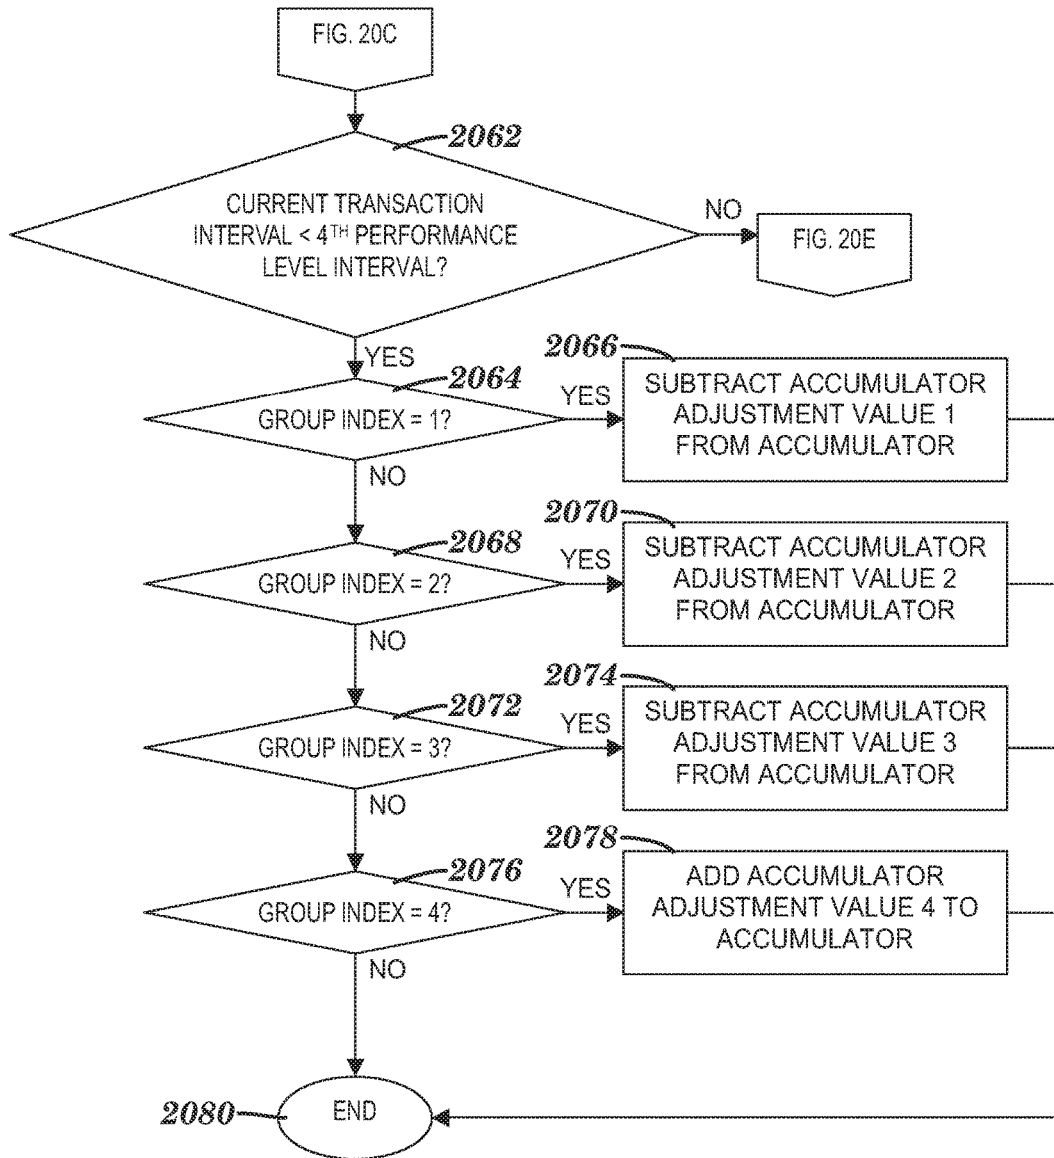 FIG. 20C
2062
CURRENT TRANSACTION
INTERVAL < 4TH PERFORMANCE
LEVEL INTERVAL?
NO
FIG. 20E
YES
2064
GROUP INDEX = 1?
YES
2066
SUBTRACT ACCUMULATOR
ADJUSTMENT VALUE 1
FROM ACCUMULATOR
NO
2068
GROUP INDEX = 2?
YES
2070
SUBTRACT ACCUMULATOR
ADJUSTMENT VALUE 2
FROM ACCUMULATOR
NO
2072
GROUP INDEX = 3?
YES
2074
SUBTRACT ACCUMULATOR
ADJUSTMENT VALUE 3
FROM ACCUMULATOR
NO
2076
GROUP INDEX = 4?
YES
2078
ADD ACCUMULATOR
ADJUSTMENT VALUE 4 TO
ACCUMULATOR
NO
2080
END